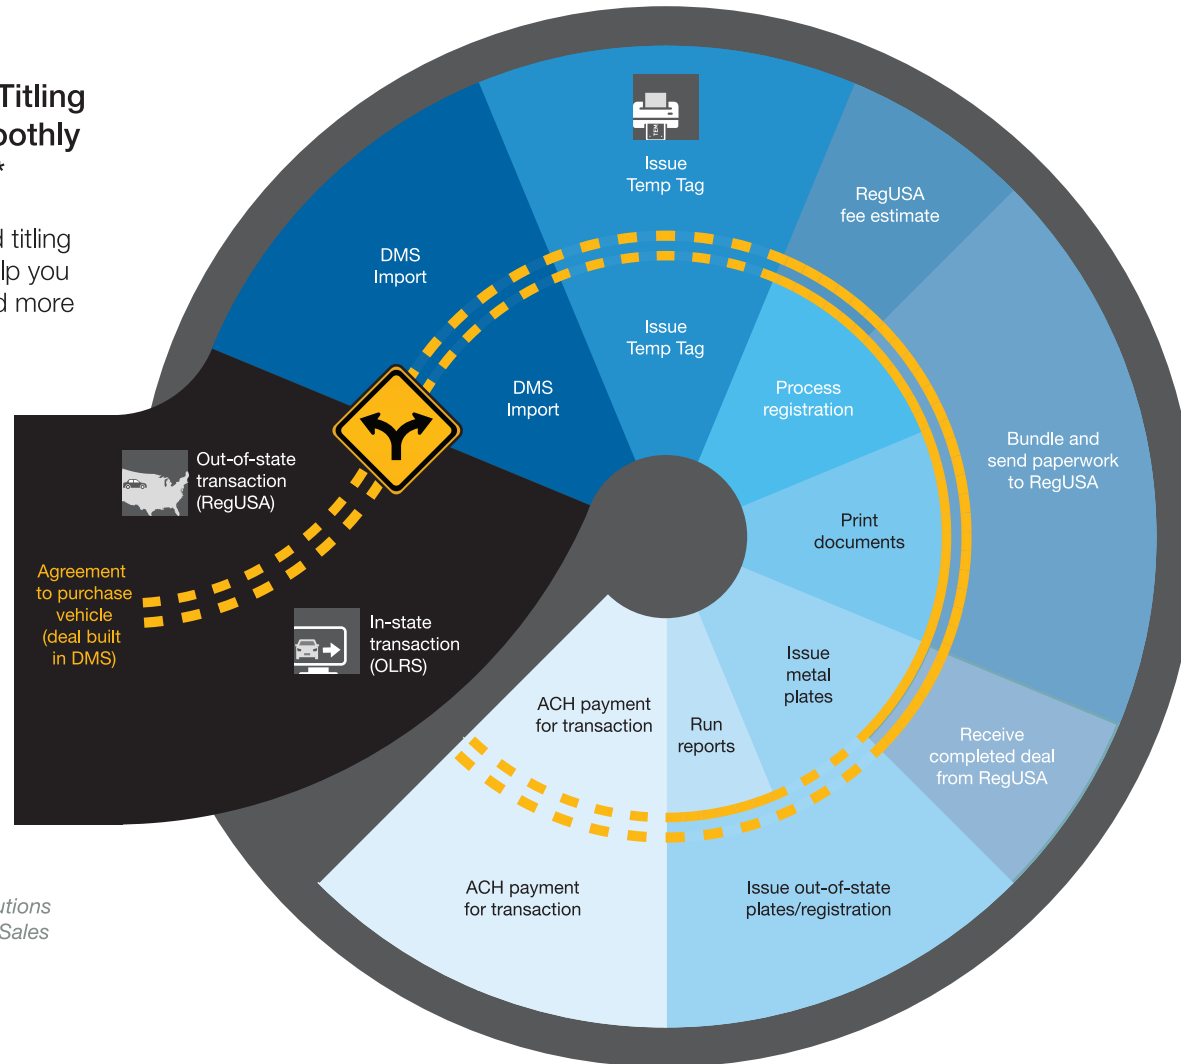 Titling
*
d titling
lp you
d more
Issue
Temp Tag
RegUSA
fee estimate
DMS
Import
Issue
Temp Tag
DMS
Import
Process
registration
Bundle and
send paperwork
to RegUSA
Out-of-state
transaction
(RegUSA)
Print
documents
Agreement
to purchase
vehicle
(deal built
in DMS)
In-state
transaction
(OLRS)
Issue
metal
plates
ACH payment
for transaction
Run
reports
Receive
completed deal
from RegUSA
ACH payment
for transaction
Issue out-of-state
plates/registration
utions
Sales